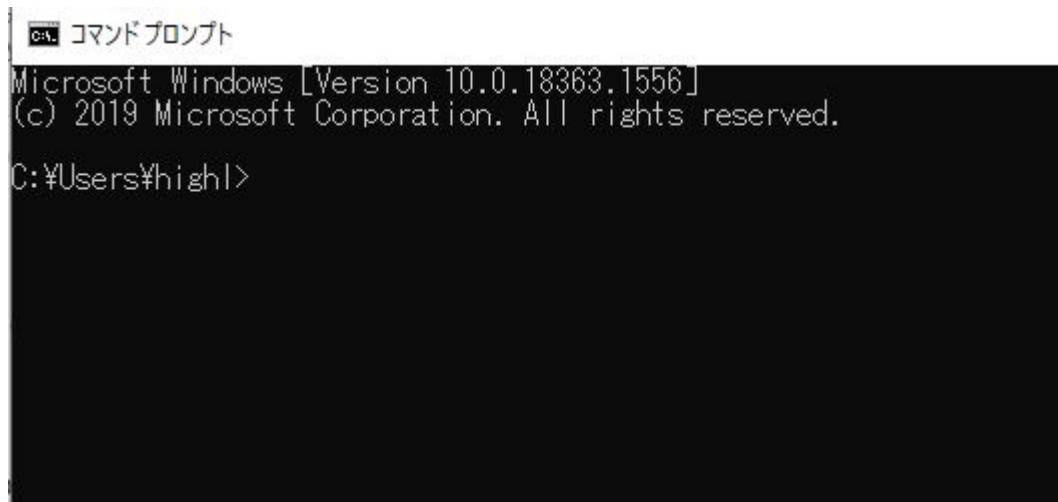 コマンド プロンプト
Microsoft Windows [Version 10.0.18363.1556]
(c) 2019 Microsoft Corporation. All rights reserved.
C:¥Users¥highl>